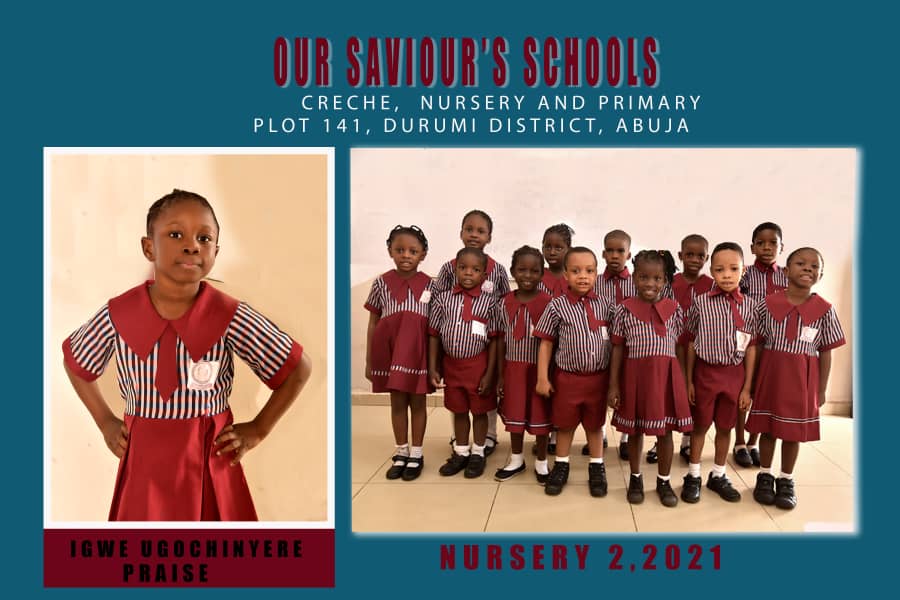 OUR SAVIOUR'S SCHOOLS
CRECHE, NURSERY AND PRIMARY
PLOT 141, DURUMI DISTRICT, ABUJA
IGWE UGOCHINYERE
PRAISE
NURSERY 2,2021